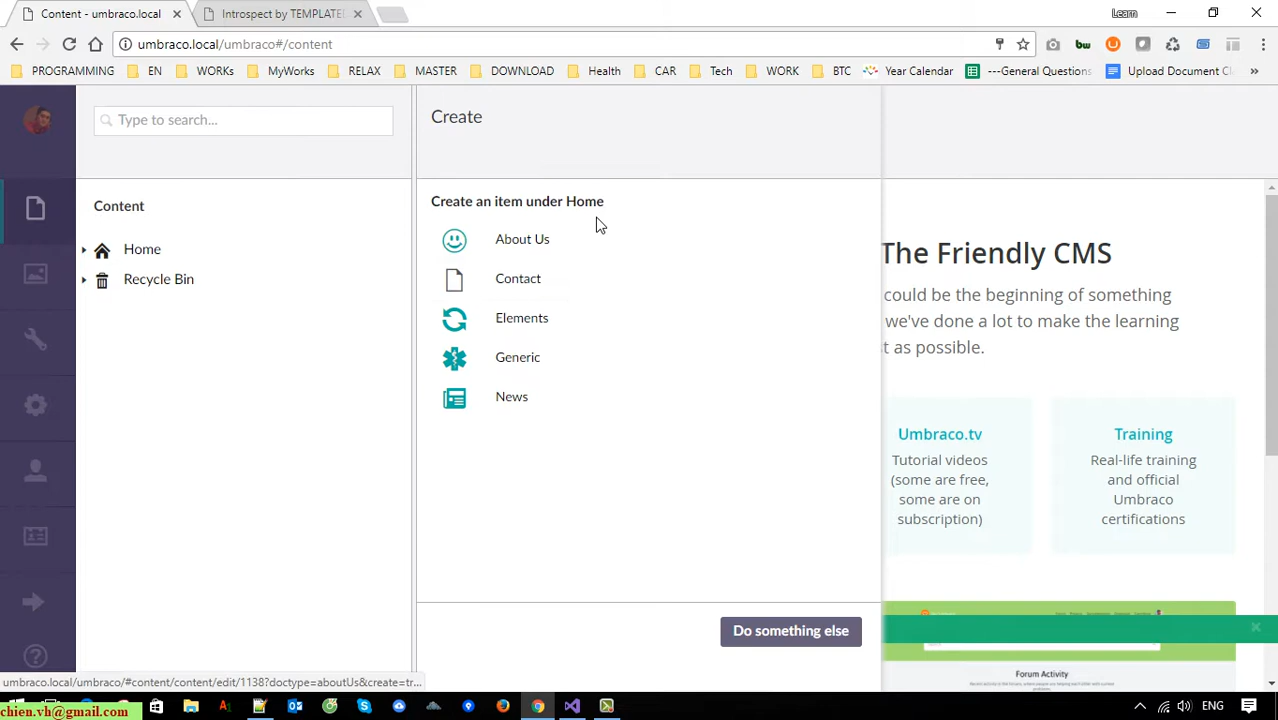 Content - umbraco.local
Introspect by TEMPLATE
Learn
umbraco.local/umbraco#/content
PROGRAMMING
EN
WORKs
MyWorks
RELAX
MASTER
DOWNLOAD
Health
CAR
Tech
WORK
BTC
Year Calendar
---General Questions
Upload Document Cl
»
Type to search...
Create
Content
Home
Recycle Bin
Create an item under Home
About Us
Contact
Elements
Generic
News
Do something else
The Friendly CMS
could be the beginning of something
we've done a lot to make the learning
st as possible.
Umbraco.tv
Tutorial videos
(some are free,
some are on
subscription)
Training
Real-life training
and official
Umbraco
certifications
Forum Activity
umbraco.local/umbraco/#content/content/edit/1138?doctype=aboutUs&create=tr...
chien.vh@gmail.com
ENG